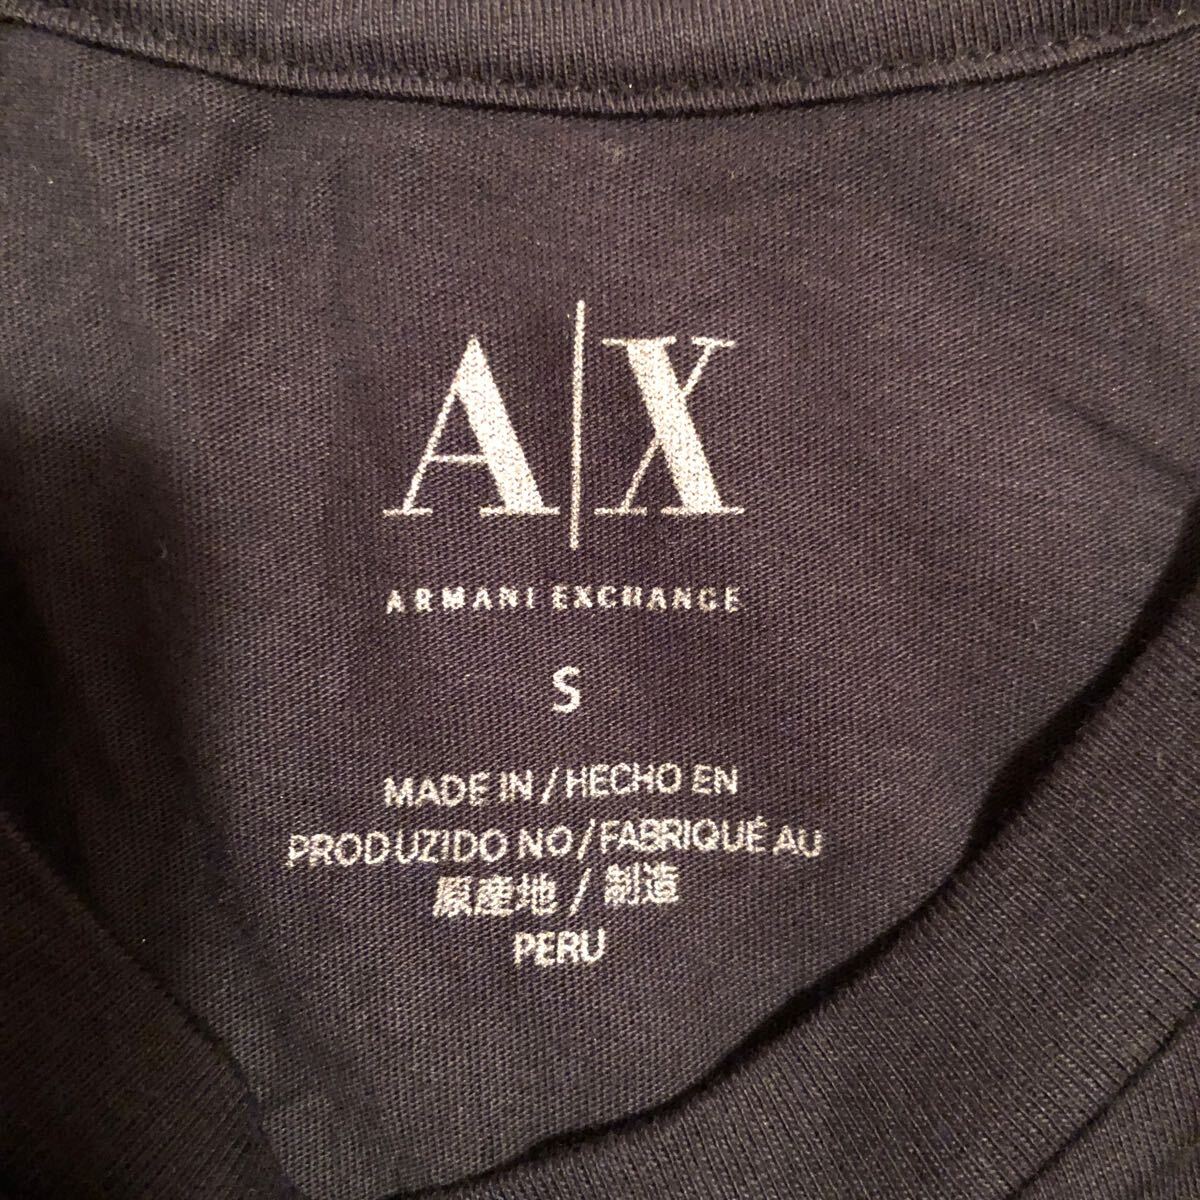 A|X
ARMANI EXCHANGE
S
MADE IN / HECHO EN
PRODUZIDO NO / FABRIQUÉ AU
原産地 / 制造
PERU